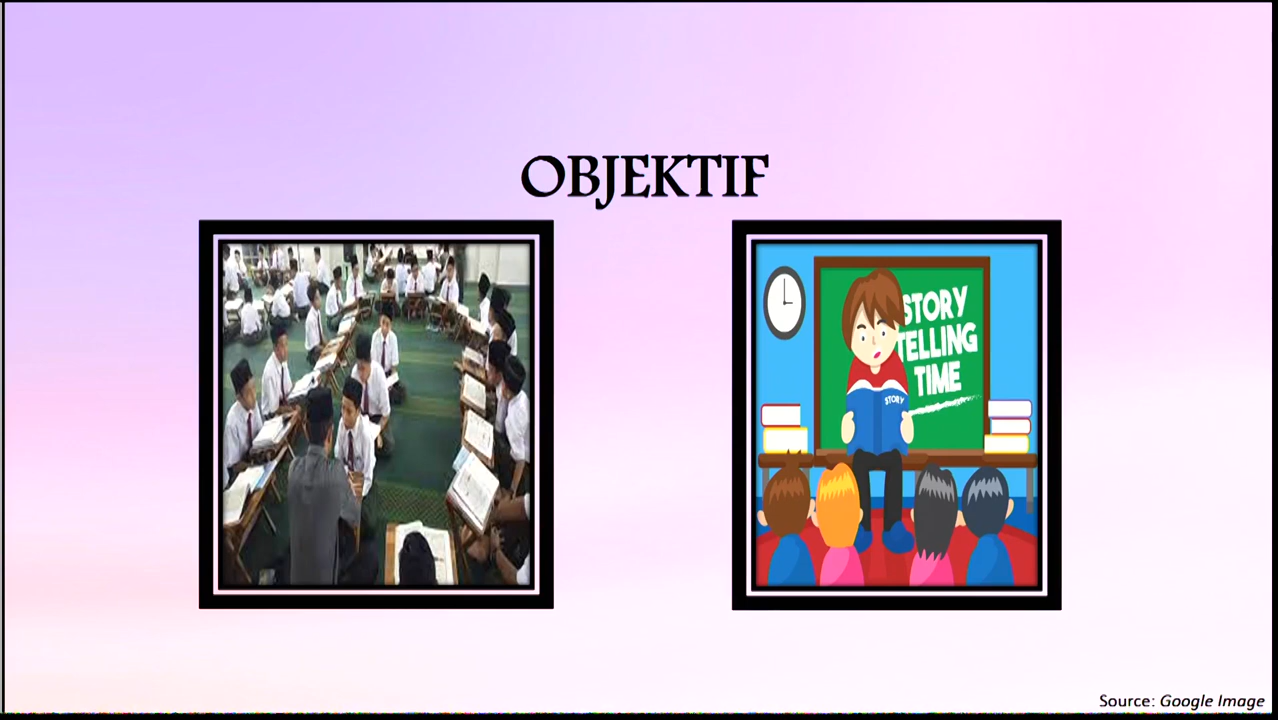 OBJEKTIF
STORY
TELLING
TIME
STORY
Source: Google Image